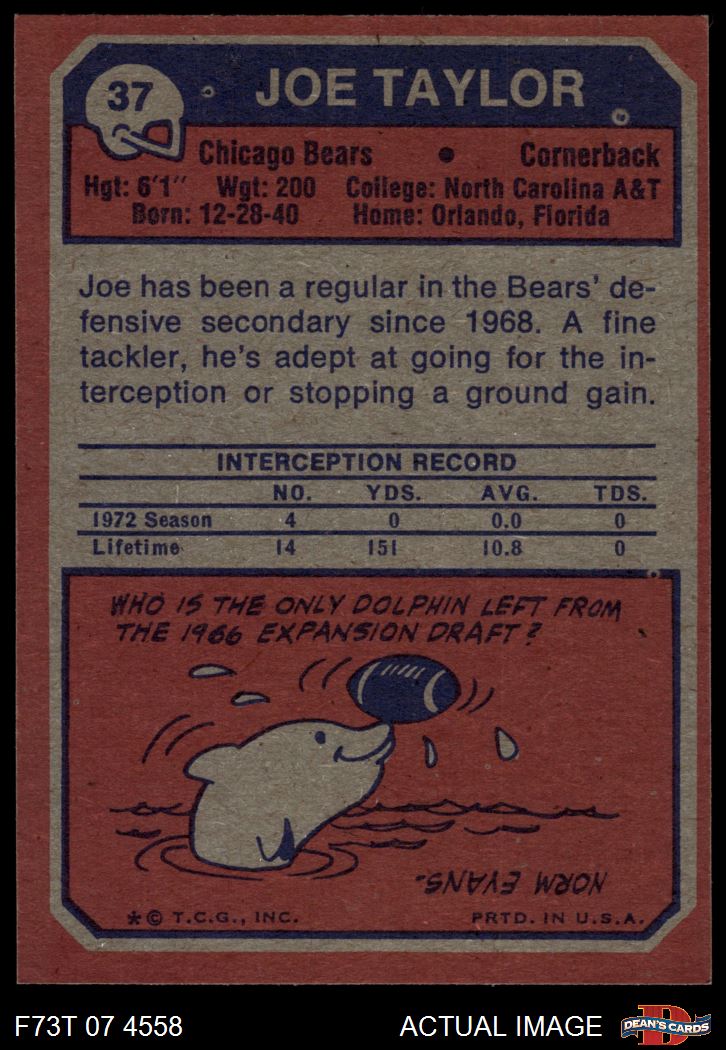 37
JOE TAYLOR
Chicago Bears • Cornerback
Hgt: 6'1" Wgt: 200 College: North Carolina A&T
Born: 12-28-40 Home: Orlando, Florida
Joe has been a regular in the Bears' de-
fensive secondary since 1968. A fine
tackler, he's adept at going for the in-
terception or stopping a ground gain.
INTERCEPTION RECORD
NO. YDS. AVG. TDS.
1972 Season 4 0 0.0 0
Lifetime 14 151 10.8 0
WHO IS THE ONLY DOLPHIN LEFT FROM
THE 1966 EXPANSION DRAFT?
NORM EVANS.
*© T.C.G., INC. PRTD. IN U.S.A.
F73T 07 4558 ACTUAL IMAGE
D
DEAN'S CARDS